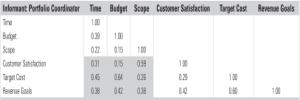 Informant: Portfolio Coordinator Time Budget Scope Customer Satisfaction Target Cost Revenue Goals
Time 1.00
Budget 0.39 1.00
Scope 0.22 0.15 1.00
Customer Satisfaction 0.31 0.15 0.59 1.00
Target Cost 0.45 0.64 0.26 0.29 1.00
Revenue Goals 0.38 0.42 0.38 0.42 0.60 1.00